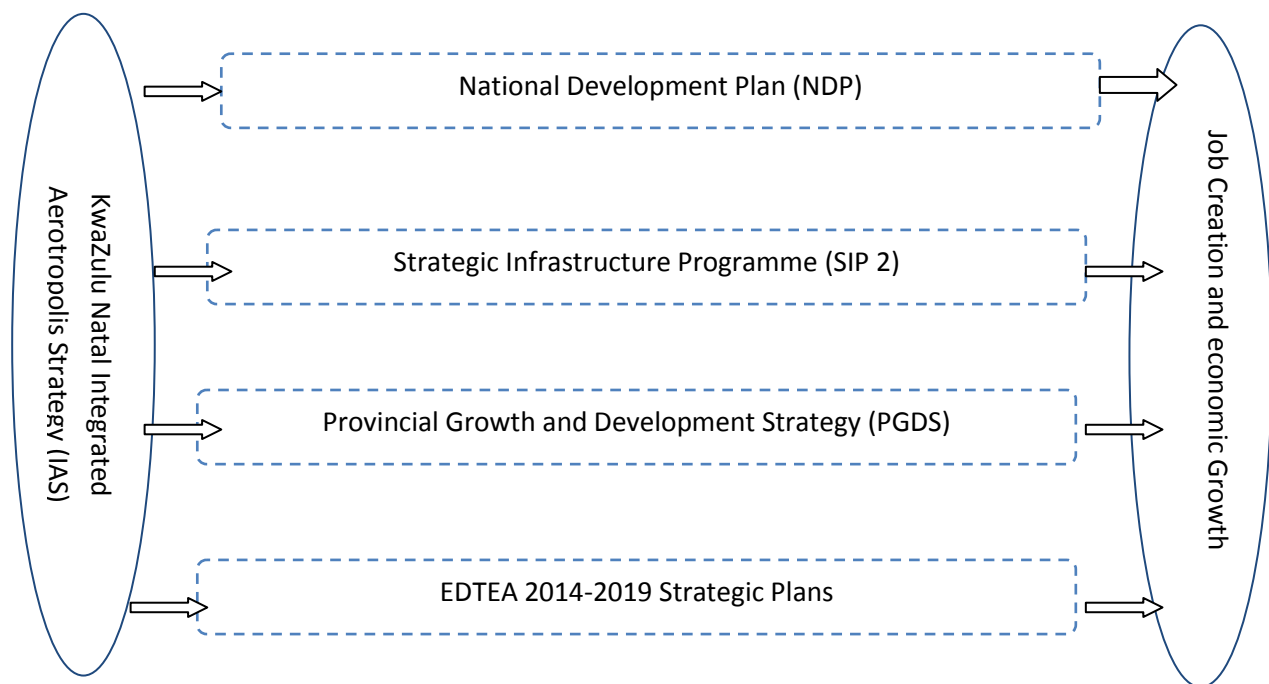 KwaZulu Natal Integrated
Aerotropolis Strategy (IAS)
National Development Plan (NDP)
Strategic Infrastructure Programme (SIP 2)
Provincial Growth and Development Strategy (PGDS)
EDTEA 2014-2019 Strategic Plans
Job Creation and economic Growth